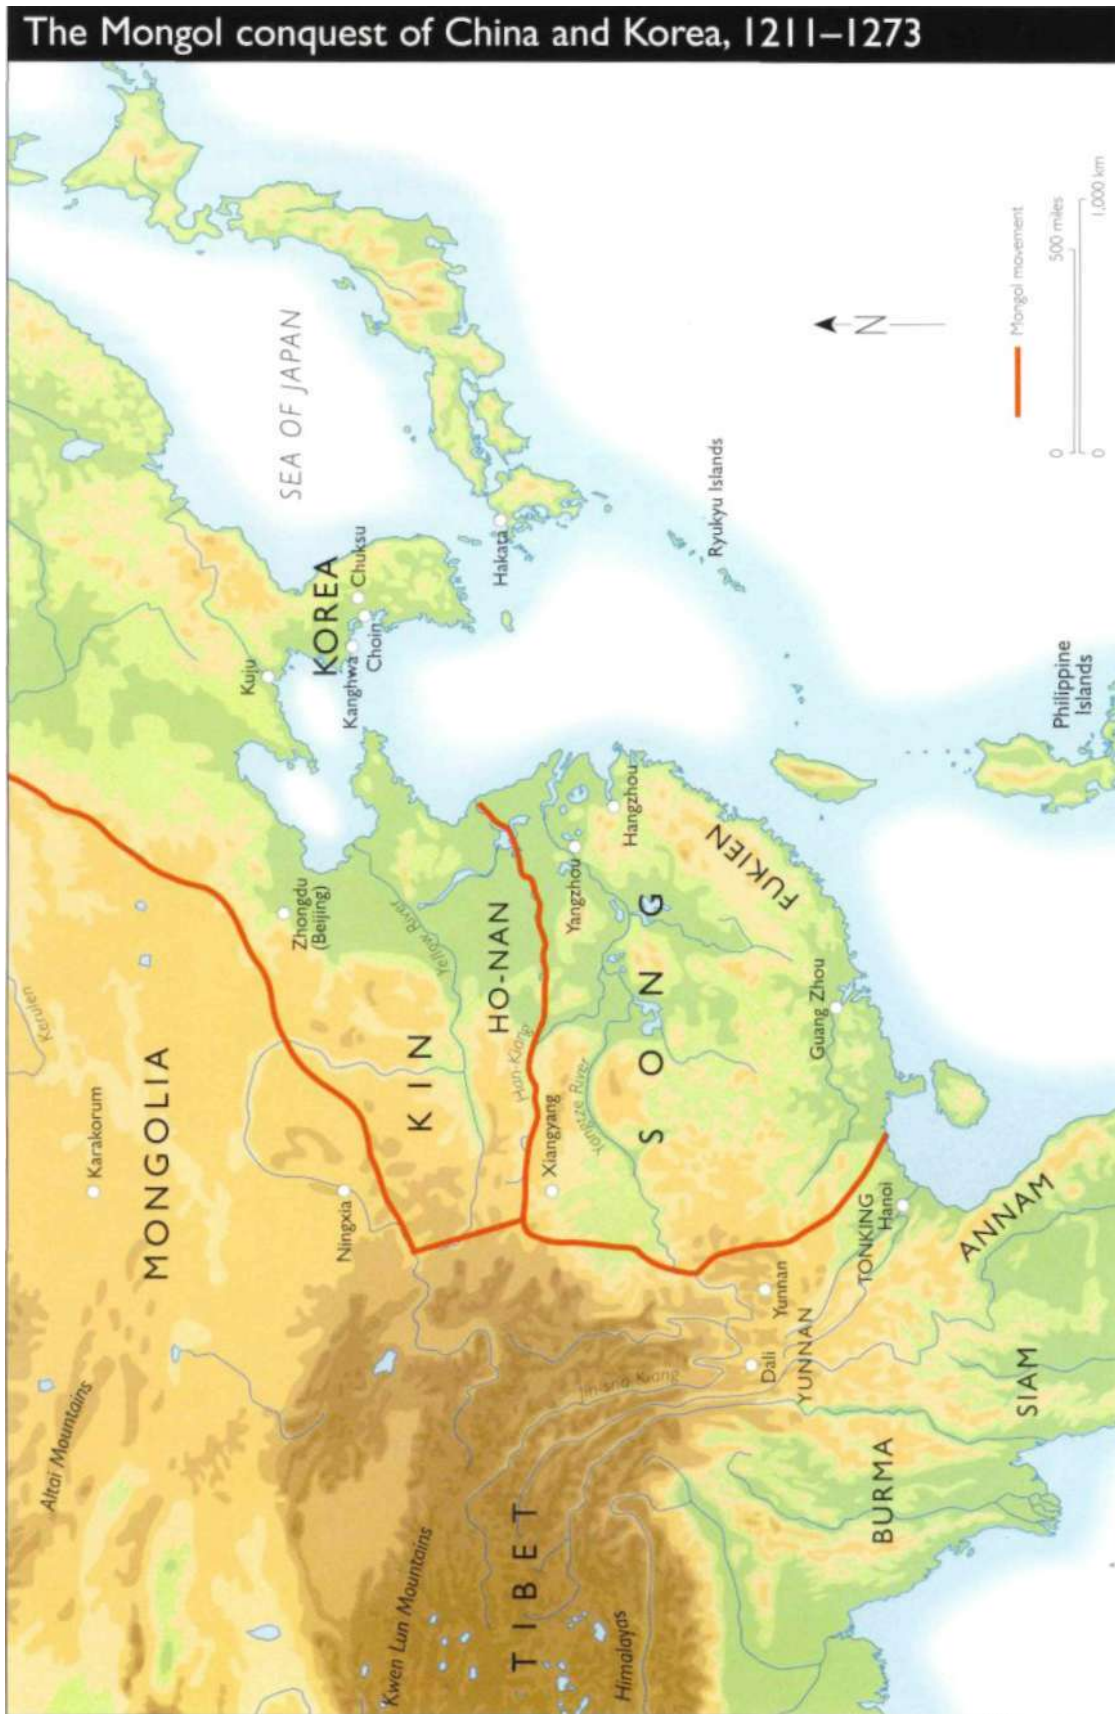 The Mongol conquest of China and Korea, 1211–1273
SEA OF JAPAN
KOREA
Kuju
Kanghwa
Choin
Chuksu
Hakata
Ryukyu Islands
Philippine
Islands
Mongol movement
0
500 miles
0
1,000 km
N
Kerulen
Karakorum
MONGOLIA
Altai Mountains
Zhongdu
(Beijing)
Yellow River
Ningxia
KIN
HO-NAN
Han-Kiang
Xiangyang
Yangtze River
Yangzhou
Hangzhou
SONG
FUKIEN
Guang Zhou
Kwen Lun Mountains
TIBET
Himalayas
Jin-sha Kiang
Dali
Yunnan
YUNNAN
TONKING
Hanoi
ANNAM
SIAM
BURMA